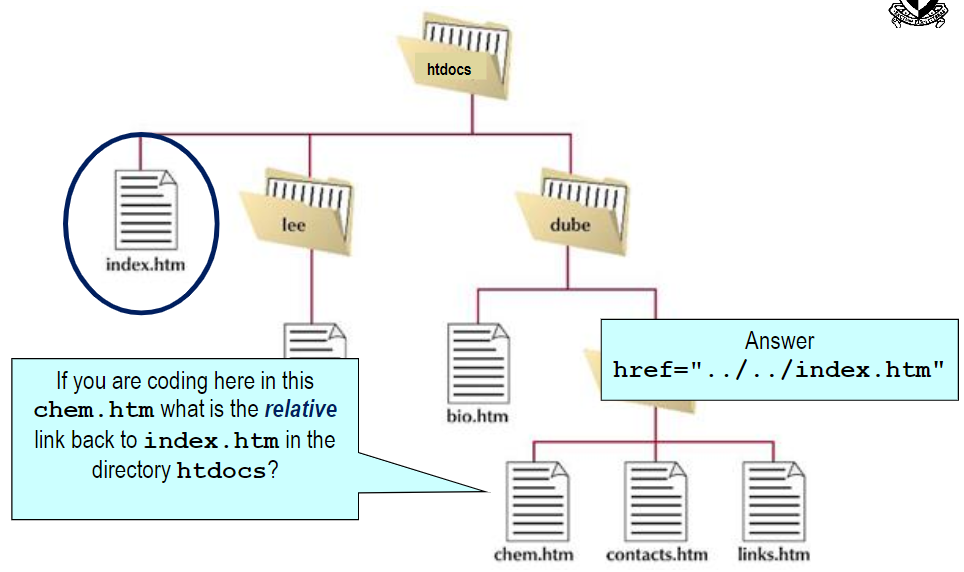 htdocs
index.htm
lee
dube
bio.htm
Answer
href="../../index.htm"
If you are coding here in this
chem.htm what is the relative
link back to index.htm in the
directory htdocs?
chem.htm
contacts.htm
links.htm